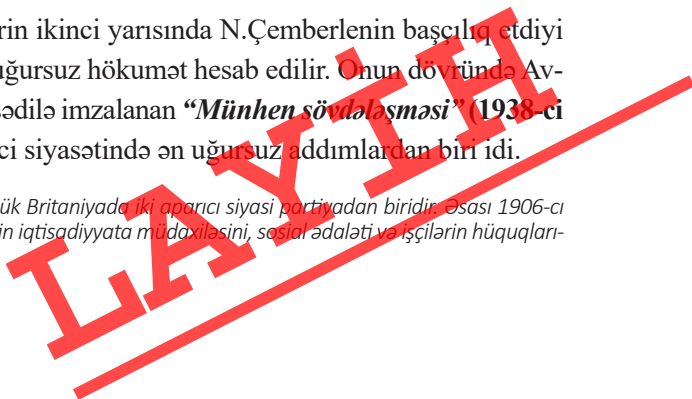 rin ikinci yarısında N.Çemberlenin başçılıq etdiyi
uğursuz hökumət hesab edilir. Onun dövründə Av-
sədilə imzalanan “Münhen sövdələşməsi” (1938-ci
ci siyasətində ən uğursuz addımlardan biri idi.
ük Britaniyada iki aparıcı siyasi partiyadan biridir. Əsası 1906-cı
in iqtisadiyyata müdaxiləsini, sosial ədaləti və işçilərin hüquqları-
LAYİH